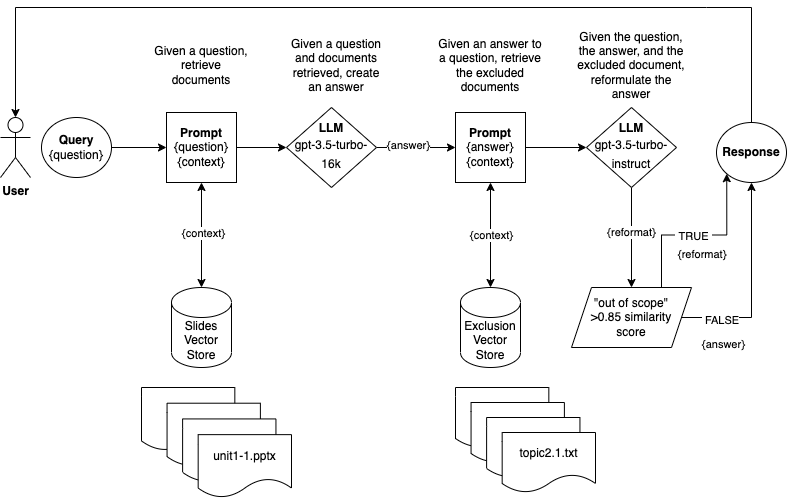 Given a question,
retrieve
documents
Given a question
and documents
retrieved, create
an answer
Given an answer to
a question, retrieve
the excluded
documents
Given the question,
the answer, and the
excluded document,
reformulate the
answer
User
Query
{question}
Prompt
{question}
{context}
LLM
gpt-3.5-turbo-
16k
{answer}
Prompt
{answer}
{context}
LLM
gpt-3.5-turbo-
instruct
Response
{context}
{context}
{reformat}
TRUE
{reformat}
Slides
Vector
Store
Exclusion
Vector
Store
"out of scope"
>0.85 similarity
score
FALSE
{answer}
unit1-1.pptx
topic2.1.txt